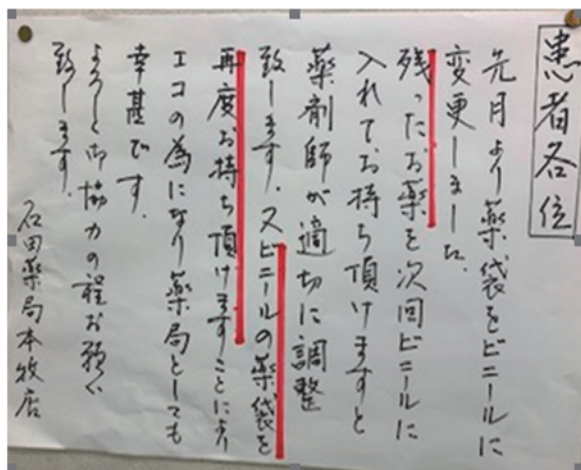 患者各位
先月より薬袋をビニールに
変更しました。
残ったお薬を次回ビニールに
入れてお持ち頂けますと
薬剤師が適切に調整
致します。又ビニールの薬袋を
再度お持ち頂けますことにより
エコの為になり薬局としても
幸甚です。
よろしく御協力の程お願い
致します。
石田薬局本牧店